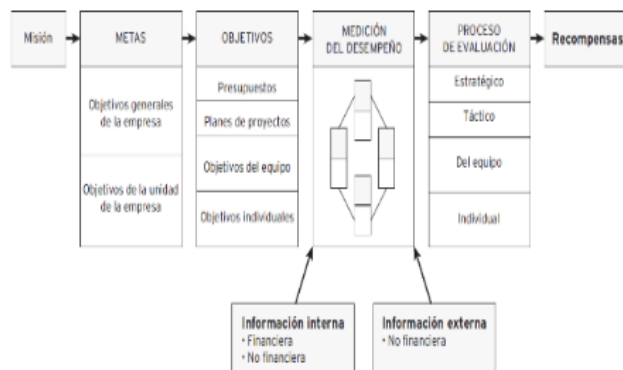 Misión
METAS
Objetivos generales
de la empresa
Objetivos de la unidad
de la empresa
OBJETIVOS
Presupuestos
Planes de proyectos
Objetivos del equipo
Objetivos individuales
MEDICIÓN
DEL DESEMPEÑO
PROCESO
DE EVALUACIÓN
Estratégico
Táctico
Del equipo
Individual
Recompensas
Información interna
• Financiera
• No financiera
Información externa
• No financiera